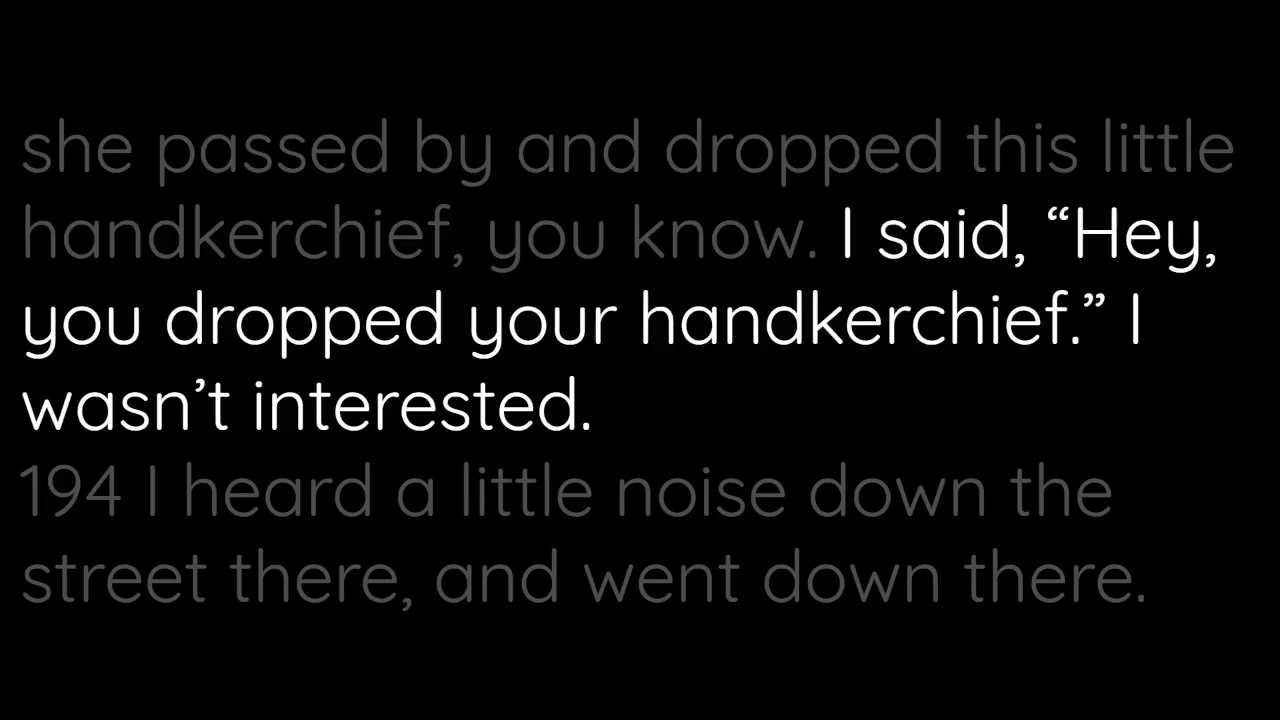 she passed by and dropped this little
handkerchief, you know. I said, “Hey,
you dropped your handkerchief.” I
wasn’t interested.
194 I heard a little noise down the
street there, and went down there.